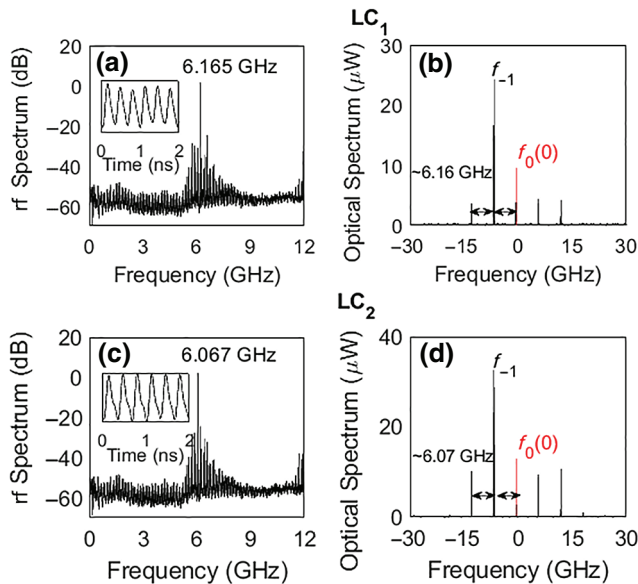 LC1
(a)
6.165 GHz
rf Spectrum (dB)
20
0
−20
−40
−60
0 1 2
Time (ns)
0 3 6 9 12
Frequency (GHz)
(b)
f−1
f0(0)
~6.16 GHz
Optical Spectrum (μW)
30
20
10
0
−30 −15 0 15 30
Frequency (GHz)
LC2
(c)
6.067 GHz
rf Spectrum (dB)
20
0
−20
−40
−60
0 1 2
Time (ns)
0 3 6 9 12
Frequency (GHz)
(d)
f−1
f0(0)
~6.07 GHz
Optical Spectrum (μW)
40
20
0
−30 −15 0 15 30
Frequency (GHz)